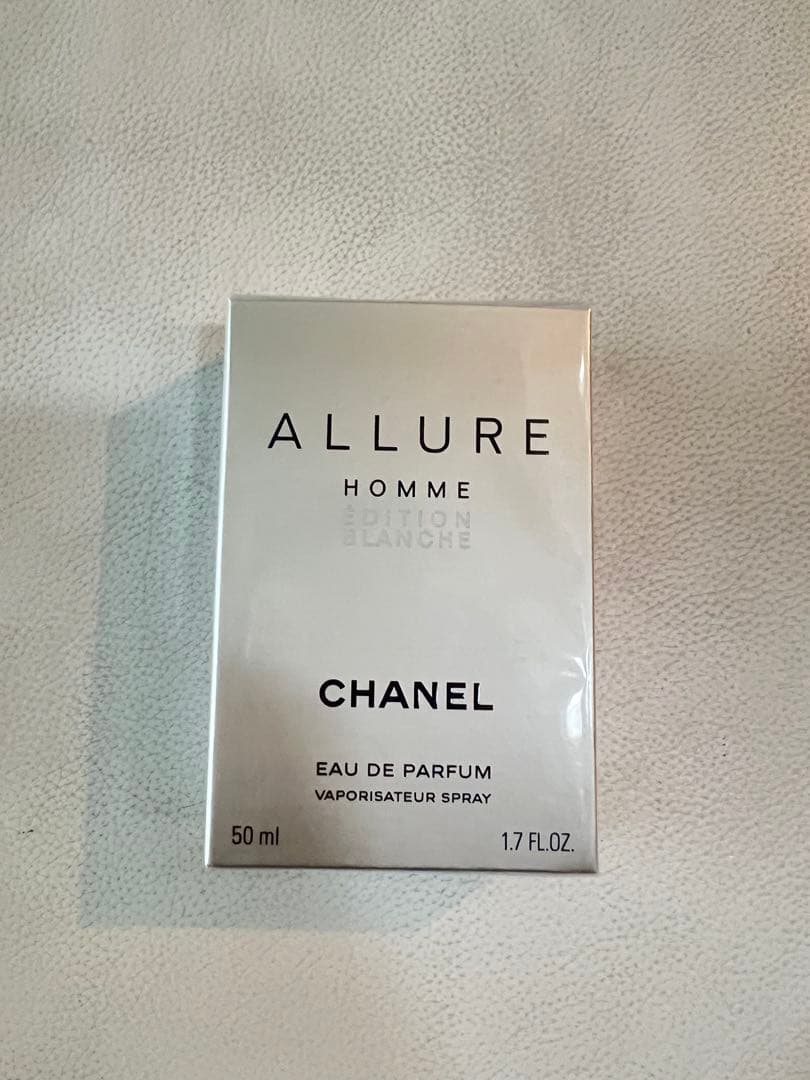 ALLURE
HOMME
ÉDITION
BLANCHE
CHANEL
EAU DE PARFUM
VAPORISATEUR SPRAY
50 ml
1.7 FL.OZ.